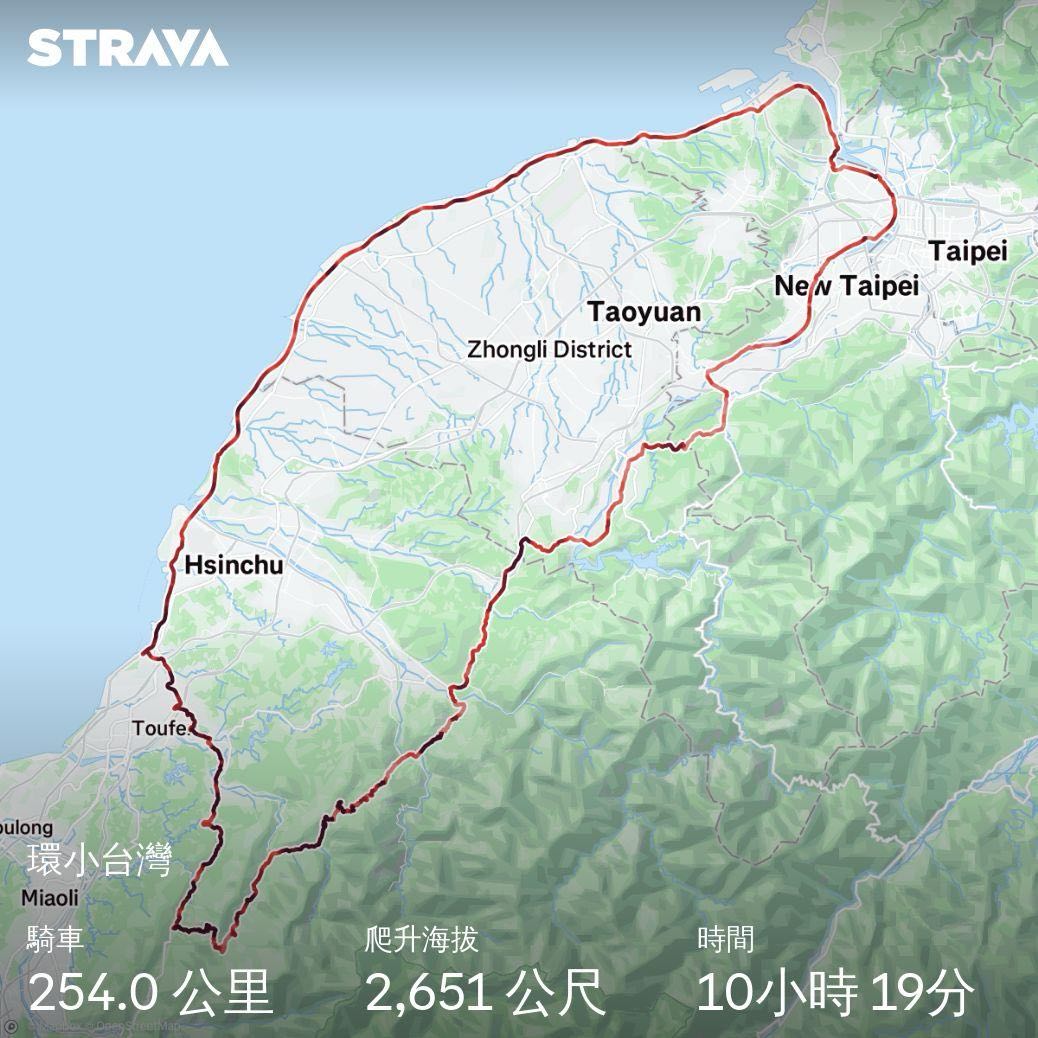 STRAVA
Taipei
New Taipei
Taoyuan
Zhongli District
Hsinchu
Toufe
oulong
環小台灣
Miaoli
騎車
爬升海拔
時間
254.0 公里
2,651 公尺
10小時 19分
© Mapbox © OpenStreetMap